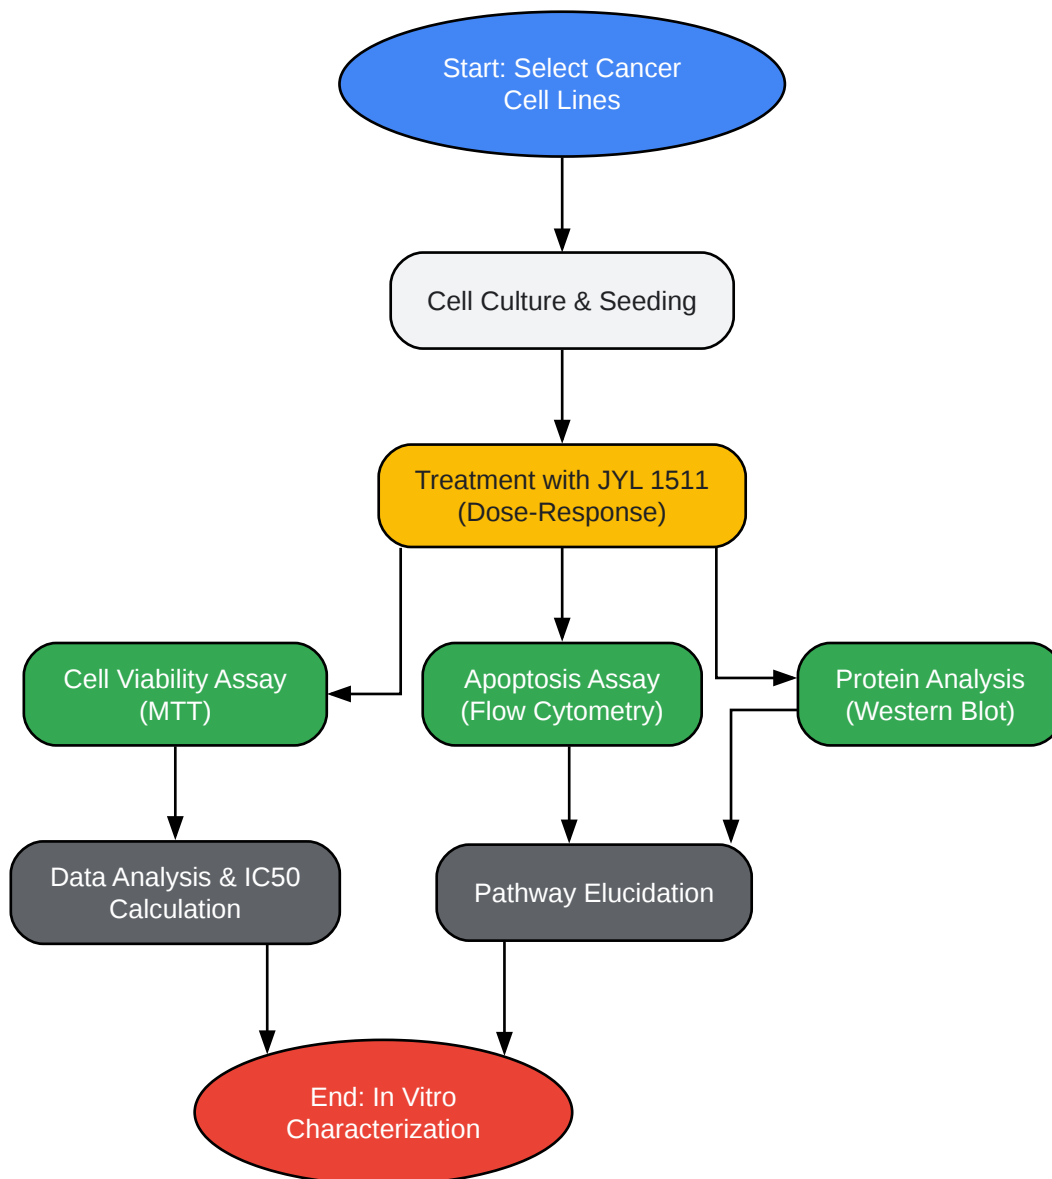 Start: Select Cancer
Cell Lines
Cell Culture & Seeding
Treatment with JYL 1511
(Dose-Response)
Cell Viability Assay
(MTT)
Apoptosis Assay
(Flow Cytometry)
Protein Analysis
(Western Blot)
Data Analysis & IC50
Calculation
Pathway Elucidation
End: In Vitro
Characterization